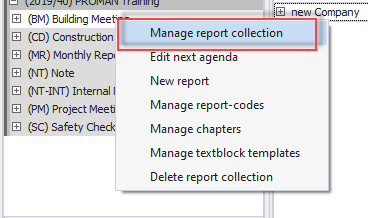 (2019/40) PROMAN Training
(BM) Building Meeting
(CD) Construction
(MR) Monthly Repo
(NT) Note
(NT-INT) Internal
(PM) Project Meeti
(SC) Safety Check
Manage report collection
Edit next agenda
New report
Manage report-codes
Manage chapters
Manage textblock templates
Delete report collection
new Company